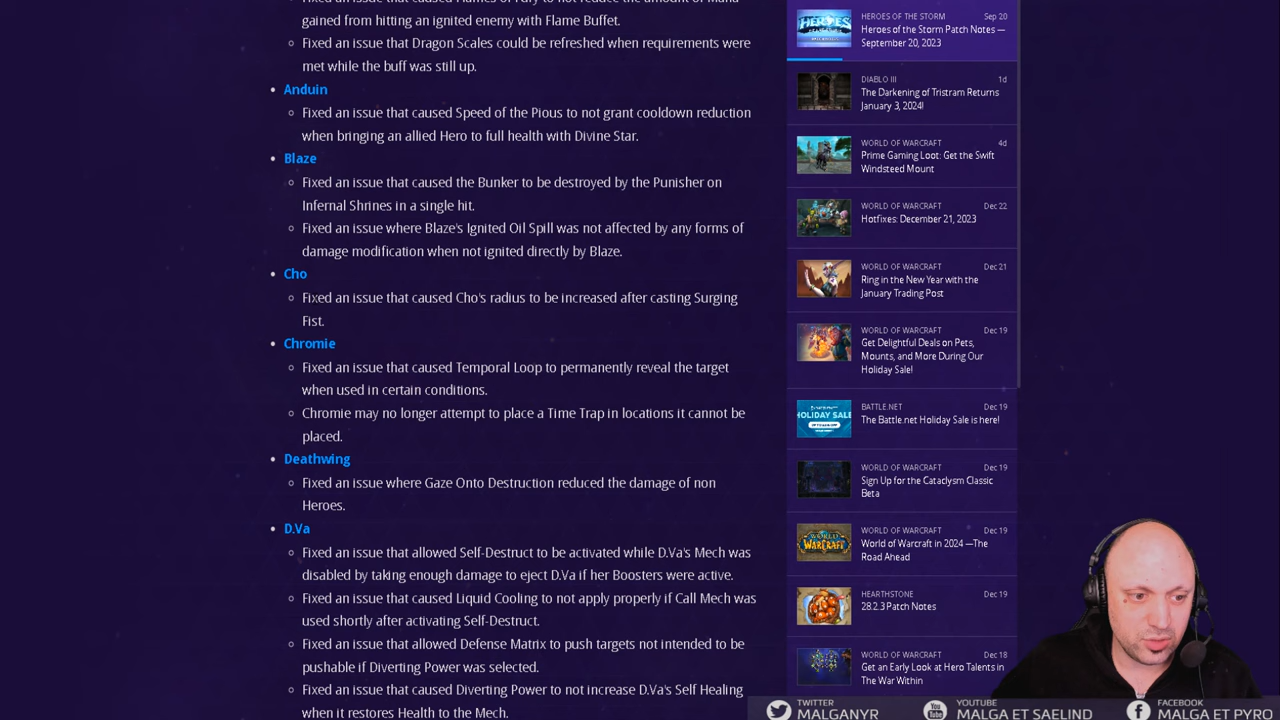 Fixed an issue that caused Flames of Fury to not reduce the amount of Mana
gained from hitting an ignited enemy with Flame Buffet.
Fixed an issue that Dragon Scales could be refreshed when requirements were
met while the buff was still up.
Anduin
Fixed an issue that caused Speed of the Pious to not grant cooldown reduction
when bringing an allied Hero to full health with Divine Star.
Blaze
Fixed an issue that caused the Bunker to be destroyed by the Punisher on
Infernal Shrines in a single hit.
Fixed an issue where Blaze's Ignited Oil Spill was not affected by any forms of
damage modification when not ignited directly by Blaze.
Cho
Fixed an issue that caused Cho's radius to be increased after casting Surging
Fist.
Chromie
Fixed an issue that caused Temporal Loop to permanently reveal the target
when used in certain conditions.
Chromie may no longer attempt to place a Time Trap in locations it cannot be
placed.
Deathwing
Fixed an issue where Gaze Onto Destruction reduced the damage of non
Heroes.
D.Va
Fixed an issue that allowed Self-Destruct to be activated while D.Va's Mech was
disabled by taking enough damage to eject D.Va if her Boosters were active.
Fixed an issue that caused Liquid Cooling to not apply properly if Call Mech was
used shortly after activating Self-Destruct.
Fixed an issue that allowed Defense Matrix to push targets not intended to be
pushable if Diverting Power was selected.
Fixed an issue that caused Diverting Power to not increase D.Va's Self Healing
when it restores Health to the Mech.
HEROES OF THE STORM Sep 20
Heroes of the Storm Patch Notes —
September 20, 2023
DIABLO III 1d
The Darkening of Tristram Returns
January 3, 2024!
WORLD OF WARCRAFT 4d
Prime Gaming Loot: Get the Swift
Windsteed Mount
WORLD OF WARCRAFT Dec 22
Hotfixes: December 21, 2023
WORLD OF WARCRAFT Dec 21
Ring in the New Year with the
January Trading Post
WORLD OF WARCRAFT Dec 19
Get Delightful Deals on Pets,
Mounts, and More During Our
Holiday Sale!
HOLIDAY SALE
BATTLE.NET Dec 19
The Battle.net Holiday Sale is here!
WORLD OF WARCRAFT Dec 19
Sign Up for the Cataclysm Classic
Beta
WORLD OF WARCRAFT
WORLD OF WARCRAFT Dec 19
World of Warcraft in 2024 —The
Road Ahead
HEARTHSTONE Dec 19
28.2.3 Patch Notes
WORLD OF WARCRAFT Dec 18
Get an Early Look at Hero Talents in
The War Within
TWITTER
MALGANYR
YOUTUBE
MALGA ET SAELIND
FACEBOOK
MALGA ET PYRO